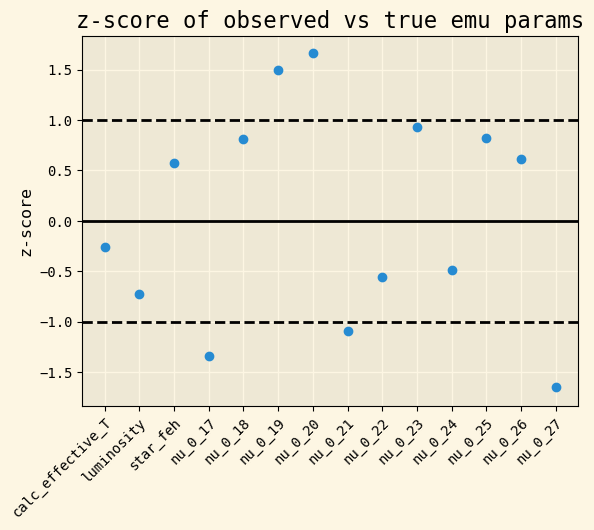 z-score of observed vs true emu params
z-score
1.5
1.0
0.5
0.0
−0.5
−1.0
−1.5
calc_effective_T
luminosity
star_feh
nu_0_17
nu_0_18
nu_0_19
nu_0_20
nu_0_21
nu_0_22
nu_0_23
nu_0_24
nu_0_25
nu_0_26
nu_0_27